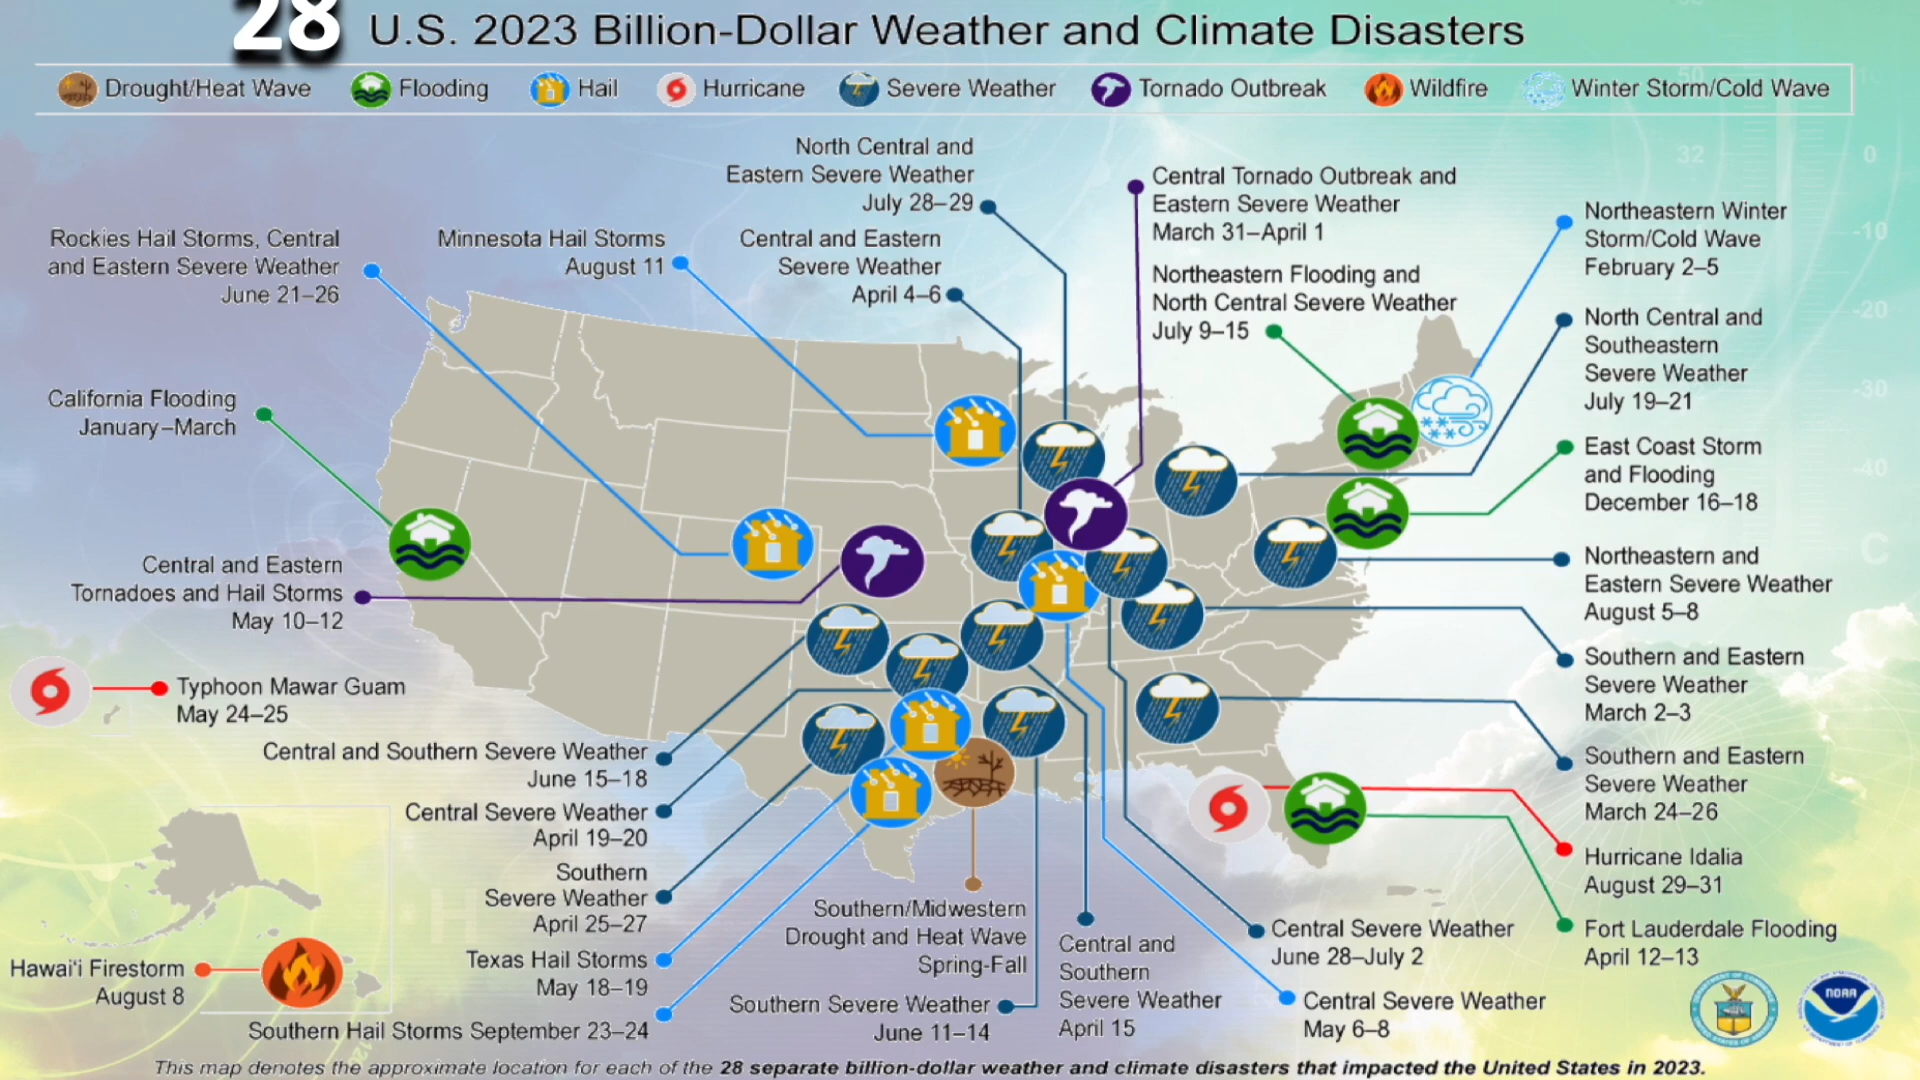 28 U.S. 2023 Billion-Dollar Weather and Climate Disasters
Drought/Heat Wave Flooding Hail Hurricane Severe Weather Tornado Outbreak Wildfire Winter Storm/Cold Wave
North Central and
Eastern Severe Weather
July 28–29
Central Tornado Outbreak and
Eastern Severe Weather
March 31–April 1
Northeastern Winter
Storm/Cold Wave
February 2–5
Rockies Hail Storms, Central
and Eastern Severe Weather
June 21–26
Minnesota Hail Storms
August 11
Central and Eastern
Severe Weather
April 4–6
Northeastern Flooding and
North Central Severe Weather
July 9–15
North Central and
Southeastern
Severe Weather
July 19–21
California Flooding
January–March
East Coast Storm
and Flooding
December 16–18
Central and Eastern
Tornadoes and Hail Storms
May 10–12
Northeastern and
Eastern Severe Weather
August 5–8
Typhoon Mawar Guam
May 24–25
Southern and Eastern
Severe Weather
March 2–3
Central and Southern Severe Weather
June 15–18
Southern and Eastern
Severe Weather
March 24–26
Central Severe Weather
April 19–20
Southern
Severe Weather
April 25–27
Hurricane Idalia
August 29–31
Texas Hail Storms
May 18–19
Southern/Midwestern
Drought and Heat Wave
Spring-Fall
Central and
Southern
Severe Weather
April 15
Central Severe Weather
June 28–July 2
Fort Lauderdale Flooding
April 12–13
Hawai'i Firestorm
August 8
Southern Hail Storms September 23–24
Southern Severe Weather
June 11–14
Central Severe Weather
May 6–8
NOAA
This map denotes the approximate location for each of the 28 separate billion-dollar weather and climate disasters that impacted the United States in 2023.
50
32
0
-10
-20
-30
-40
C
H